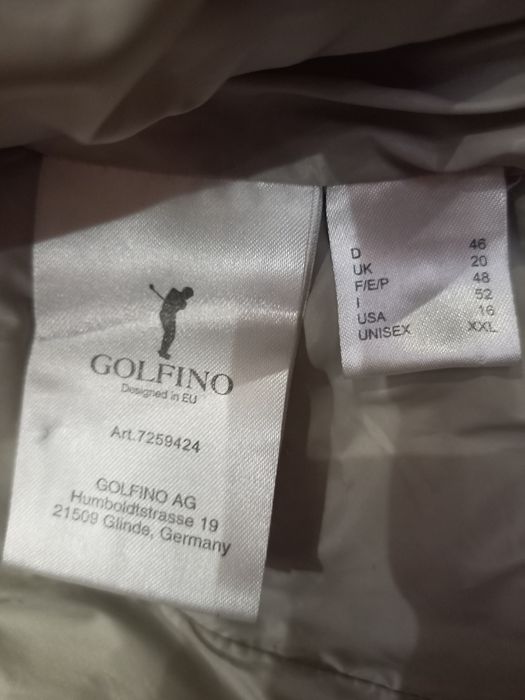 GOLFINO
Designed in EU
Art.7259424
GOLFINO AG
Humboldtstrasse 19
21509 Glinde, Germany
D 46
UK 20
F/E/P 48
I 52
USA 16
UNISEX XXL